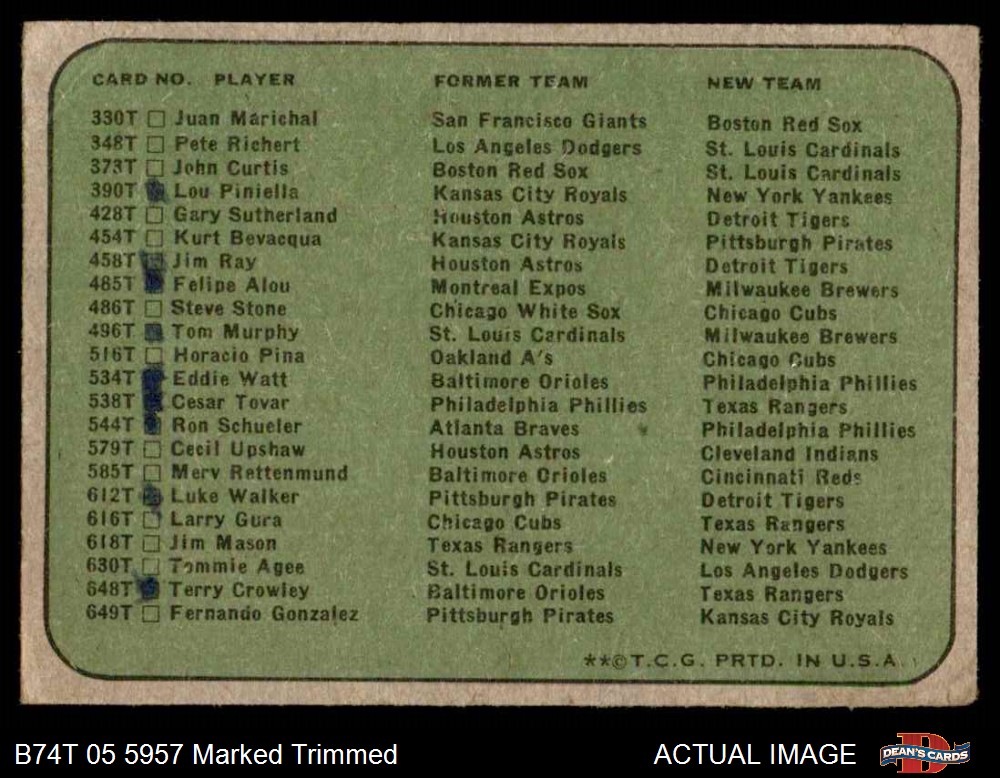 CARD NO. PLAYER FORMER TEAM NEW TEAM
330T Juan Marichal San Francisco Giants Boston Red Sox
348T Pete Richert Los Angeles Dodgers St. Louis Cardinals
373T John Curtis Boston Red Sox St. Louis Cardinals
390T Lou Piniella Kansas City Royals New York Yankees
428T Gary Sutherland Houston Astros Detroit Tigers
454T Kurt Bevacqua Kansas City Royals Pittsburgh Pirates
458T Jim Ray Houston Astros Detroit Tigers
485T Felipe Alou Montreal Expos Milwaukee Brewers
486T Steve Stone Chicago White Sox Chicago Cubs
496T Tom Murphy St. Louis Cardinals Milwaukee Brewers
516T Horacio Pina Oakland A's Chicago Cubs
534T Eddie Watt Baltimore Orioles Philadelphia Phillies
538T Cesar Tovar Philadelphia Phillies Texas Rangers
544T Ron Schueler Atlanta Braves Philadelphia Phillies
579T Cecil Upshaw Houston Astros Cleveland Indians
585T Merv Rettenmund Baltimore Orioles Cincinnati Reds
612T Luke Walker Pittsburgh Pirates Detroit Tigers
616T Larry Gura Chicago Cubs Texas Rangers
618T Jim Mason Texas Rangers New York Yankees
630T Tommie Agee St. Louis Cardinals Los Angeles Dodgers
648T Terry Crowley Baltimore Orioles Texas Rangers
649T Fernando Gonzalez Pittsburgh Pirates Kansas City Royals
**©T.C.G. PRTD. IN U.S.A.
B74T 05 5957 Marked Trimmed ACTUAL IMAGE
DEAN'S CARDS